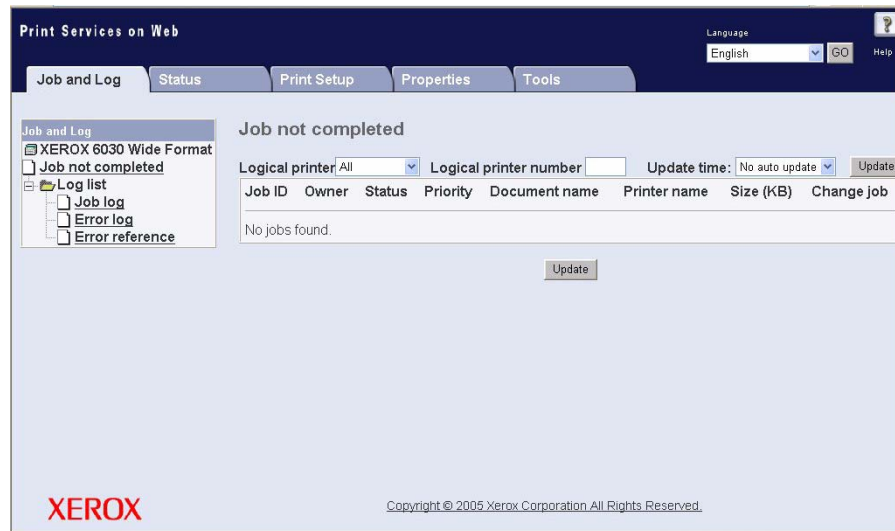 Print Services on Web
Language
English GO Help
Job and Log Status Print Setup Properties Tools
Job and Log
XEROX 6030 Wide Format
Job not completed
Log list
Job log
Error log
Error reference
Job not completed
Logical printer All Logical printer number Update time: No auto update Update
Job ID Owner Status Priority Document name Printer name Size (KB) Change job
No jobs found.
Update
XEROX
Copyright © 2005 Xerox Corporation All Rights Reserved.